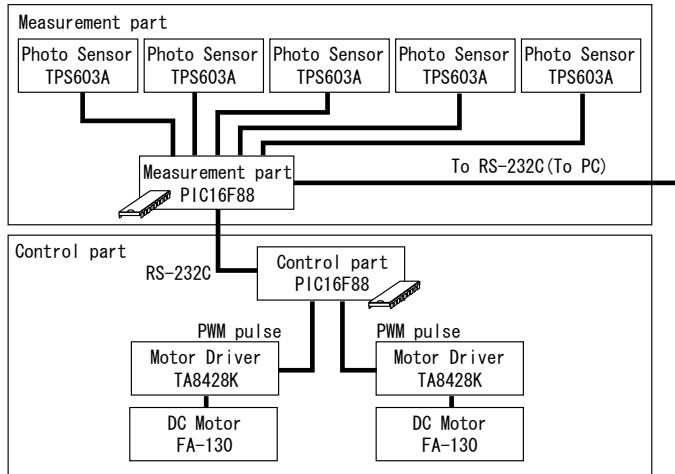 Measurement part
Photo Sensor
TPS603A
Photo Sensor
TPS603A
Photo Sensor
TPS603A
Photo Sensor
TPS603A
Photo Sensor
TPS603A
Measurement part
PIC16F88
To RS-232C(To PC)
Control part
RS-232C
Control part
PIC16F88
PWM pulse
PWM pulse
Motor Driver
TA8428K
Motor Driver
TA8428K
DC Motor
FA-130
DC Motor
FA-130